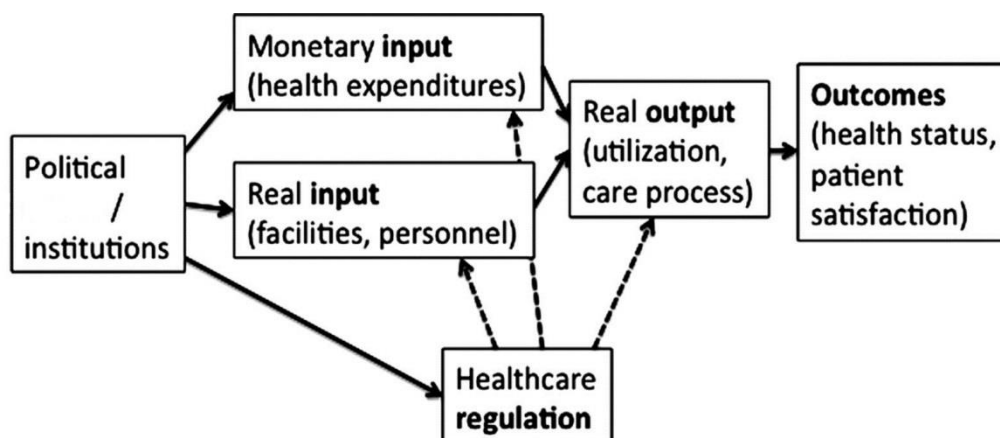 Monetary input
(health expenditures)
Political
/
institutions
Real input
(facilities, personnel)
Real output
(utilization,
care process)
Outcomes
(health status,
patient
satisfaction)
Healthcare
regulation